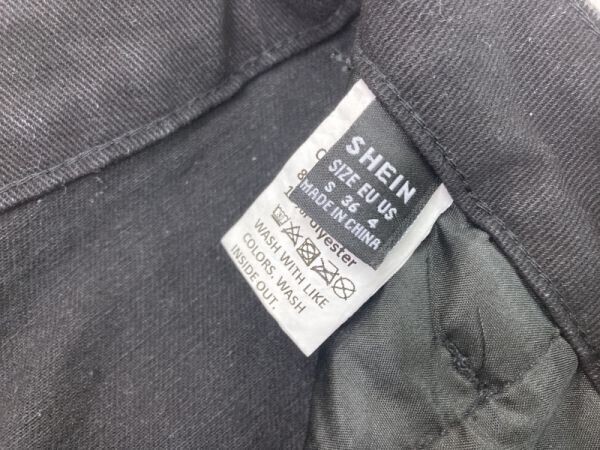 SHEIN
SIZE EU US
S 36 4
MADE IN CHINA
WASH WITH LIKE
COLORS. WASH
INSIDE OUT.